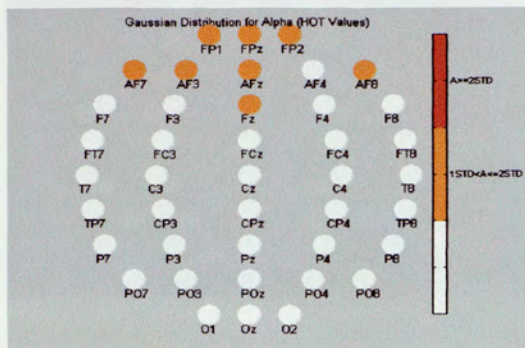 Gaussian Distribution for Alpha (HOT Values)
FP1 FPz FP2
AF7 AF3 AFz AF4 AF8
F7 F3 Fz F4 F8
FT7 FC3 FCz FC4 FT8
T7 C3 Cz C4 T8
TP7 CP3 CPz CP4 TP8
P7 P3 Pz P4 P8
PO7 PO3 POz PO4 PO8
O1 Oz O2
A>=2STD
1STD<A<=2STD